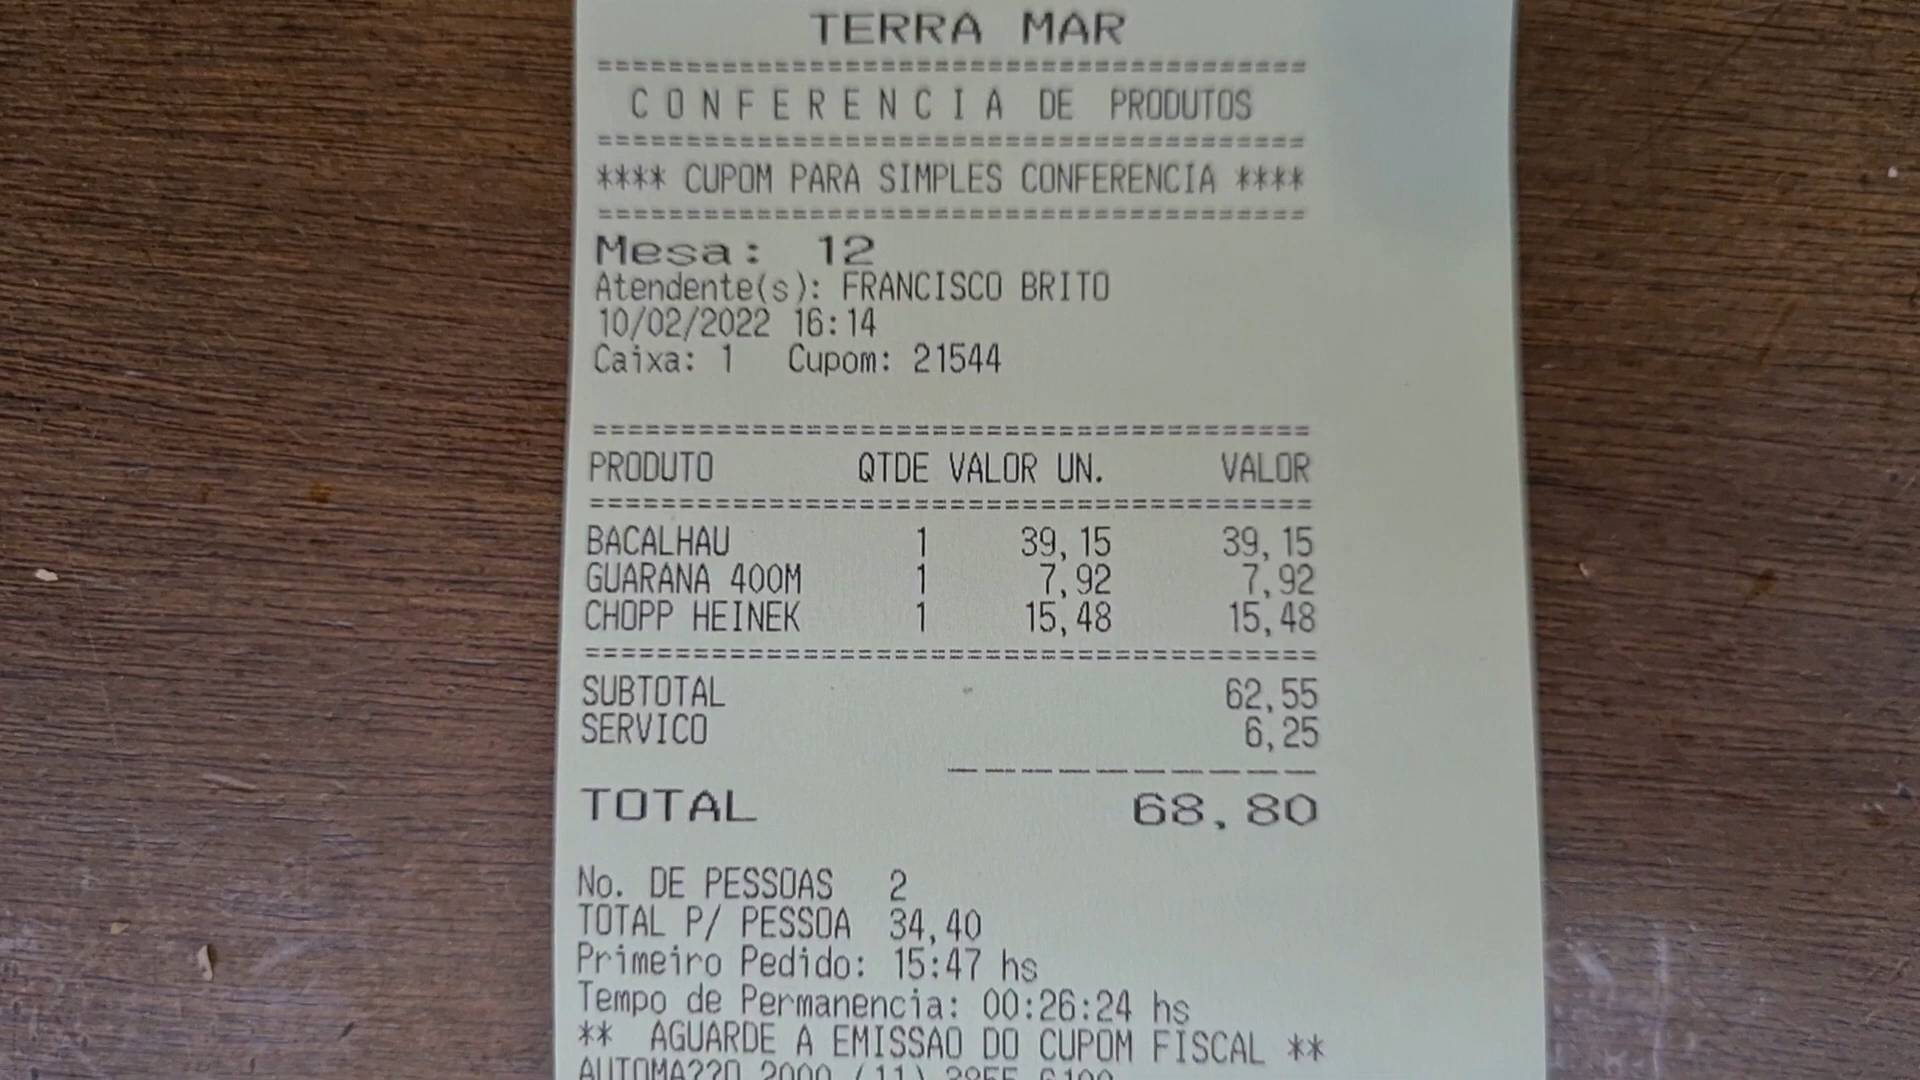 TERRA MAR
========================================
CONFERENCIA DE PRODUTOS
========================================
**** CUPOM PARA SIMPLES CONFERENCIA ****
========================================
Mesa: 12
Atendente(s): FRANCISCO BRITO
10/02/2022 16:14
Caixa: 1 Cupom: 21544
========================================
PRODUTO QTDE VALOR UN. VALOR
========================================
BACALHAU 1 39,15 39,15
GUARANA 400M 1 7,92 7,92
CHOPP HEINEK 1 15,48 15,48
========================================
SUBTOTAL 62,55
SERVICO 6,25
TOTAL 68,80
No. DE PESSOAS 2
TOTAL P/ PESSOA 34,40
Primeiro Pedido: 15:47 hs
Tempo de Permanencia: 00:26:24 hs
** AGUARDE A EMISSAO DO CUPOM FISCAL **
AUTOMA??O 2000 (11)